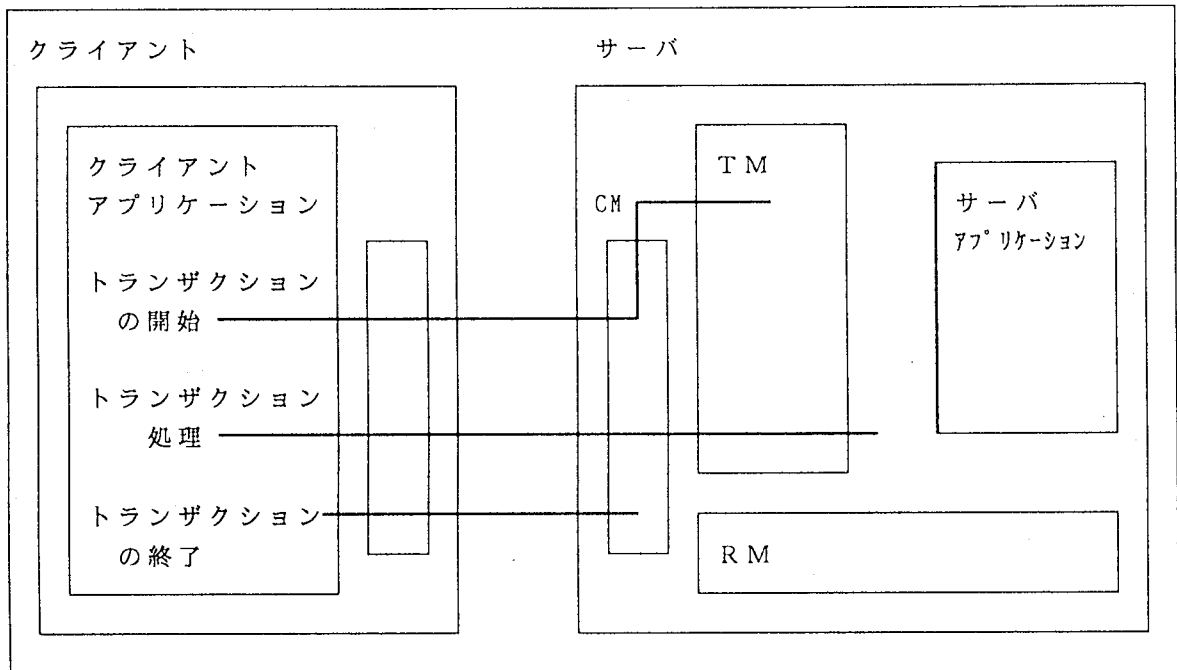 クライアント
サーバ
クライアント
アプリケーション
トランザクション
の開始
トランザクション
処理
トランザクション
の終了
CM
TM
サーバ
アプリケーション
RM